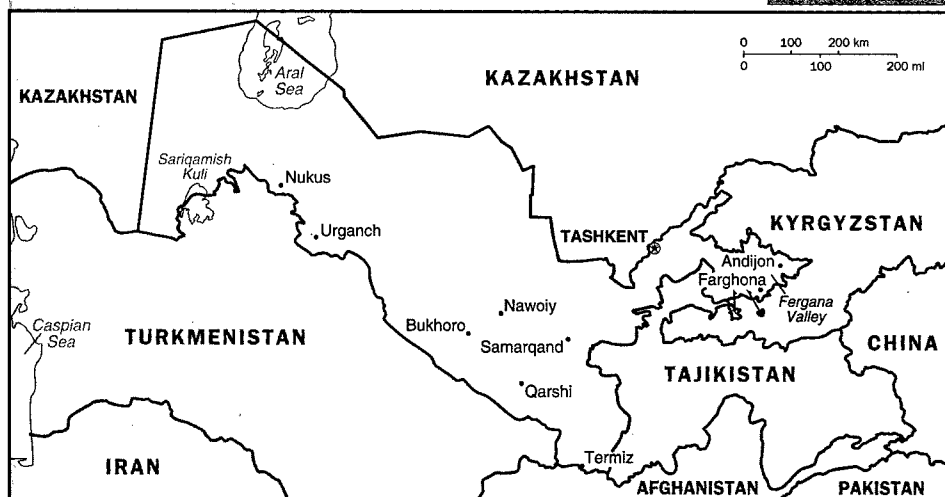 0 100 200 km
0 100 200 mi
KAZAKHSTAN
Aral
Sea
KAZAKHSTAN
Sariqamish
Kuli
Nukus
Urganch
TASHKENT
KYRGYZSTAN
Andijon
Farghona
Fergana
Valley
Nawoiy
Bukhoro
Samarqand
Caspian
Sea
TURKMENISTAN
CHINA
TAJIKISTAN
Qarshi
Termiz
IRAN
AFGHANISTAN
PAKISTAN